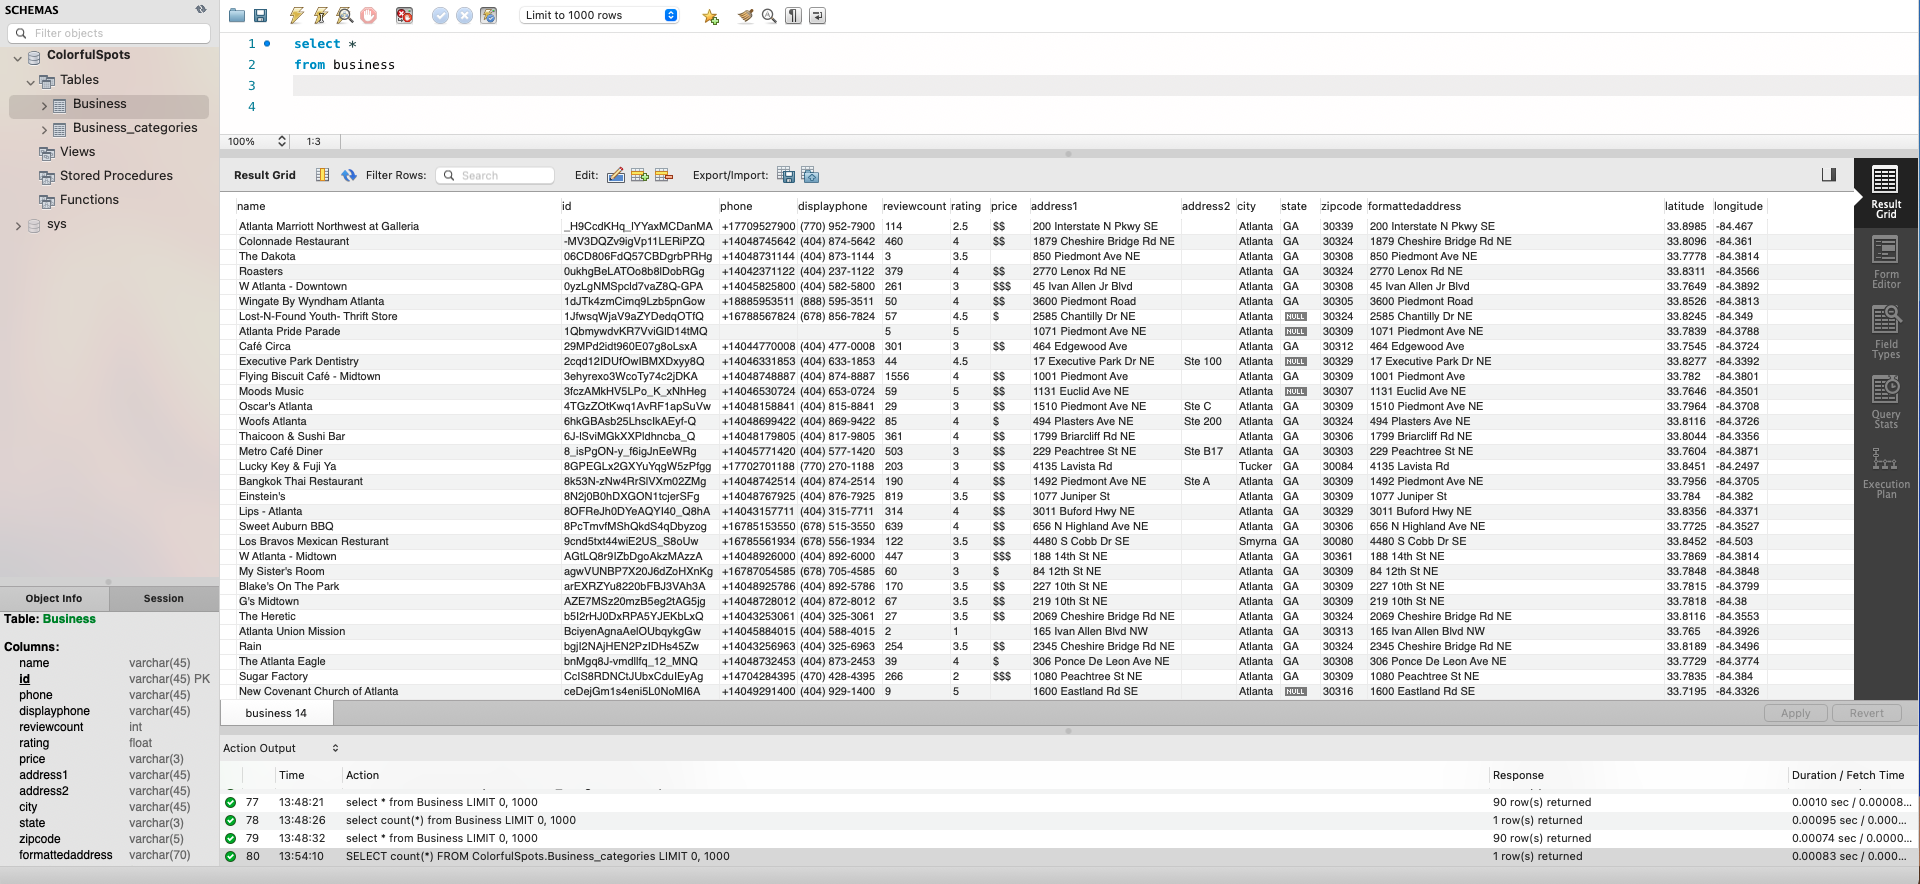 SCHEMAS
Filter objects
ColorfulSpots
Tables
Business
Business_categories
Views
Stored Procedures
Functions
sys
Object Info Session
Table: Business
Columns:
name varchar(45)
id varchar(45) PK
phone varchar(45)
displayphone varchar(45)
reviewcount int
rating float
price varchar(3)
address1 varchar(45)
address2 varchar(45)
city varchar(45)
state varchar(3)
zipcode varchar(5)
formattedaddress varchar(70)
Limit to 1000 rows
1 select *
2 from business
3
4
100% 1:3
Result Grid Filter Rows: Search Edit: Export/Import:
name id phone displayphone reviewcount rating price address1 address2 city state zipcode formattedaddress latitude longitude
Atlanta Marriott Northwest at Galleria _H9CcdKHq_lYYaxMCDanMA +17709527900 (770) 952-7900 114 2.5 $$ 200 Interstate N Pkwy SE Atlanta GA 30339 200 Interstate N Pkwy SE 33.8985 -84.467
Colonnade Restaurant -MV3DQZv9igVp11LERiPZQ +14048745642 (404) 874-5642 460 4 $$ 1879 Cheshire Bridge Rd NE Atlanta GA 30324 1879 Cheshire Bridge Rd NE 33.8096 -84.361
The Dakota 06CD806FdQ57CBDgrbPRHg +14048731144 (404) 873-1144 3 3.5 850 Piedmont Ave NE Atlanta GA 30308 850 Piedmont Ave NE 33.7778 -84.3814
Roasters 0ukhgBeLATOo8b8lDobRGg +14042371122 (404) 237-1122 379 4 $$ 2770 Lenox Rd NE Atlanta GA 30324 2770 Lenox Rd NE 33.8311 -84.3566
W Atlanta - Downtown 0yzLgNMSpcld7vaZ8Q-GPA +14045825800 (404) 582-5800 261 3 $$$ 45 Ivan Allen Jr Blvd Atlanta GA 30308 45 Ivan Allen Jr Blvd 33.7649 -84.3892
Wingate By Wyndham Atlanta 1dJTk4zmCimq9Lzb5pnGow +18885953511 (888) 595-3511 50 4 $$ 3600 Piedmont Road Atlanta GA 30305 3600 Piedmont Road 33.8526 -84.3813
Lost-N-Found Youth- Thrift Store 1JfwsqWjaV9aZYDedqOTfQ +16788567824 (678) 856-7824 57 4.5 $ 2585 Chantilly Dr NE Atlanta NULL 30324 2585 Chantilly Dr NE 33.8245 -84.349
Atlanta Pride Parade 1QbmywdvKR7VviGlD14tMQ 5 5 1071 Piedmont Ave NE Atlanta NULL 30309 1071 Piedmont Ave NE 33.7839 -84.3788
Café Circa 29MPd2idt960E07g8oLsxA +14044770008 (404) 477-0008 301 3 $$ 464 Edgewood Ave Atlanta GA 30312 464 Edgewood Ave 33.7545 -84.3724
Executive Park Dentistry 2cqd12IDUfOwIBMXDxyy8Q +14046331853 (404) 633-1853 44 4.5 17 Executive Park Dr NE Ste 100 Atlanta NULL 30329 17 Executive Park Dr NE 33.8277 -84.3392
Flying Biscuit Café - Midtown 3ehyrexo3WcoTy74c2jDKA +14048748887 (404) 874-8887 1556 4 $$ 1001 Piedmont Ave Atlanta GA 30309 1001 Piedmont Ave 33.782 -84.3801
Moods Music 3fczAMkHV5LPo_K_xNhHeg +14046530724 (404) 653-0724 59 5 $$ 1131 Euclid Ave NE Atlanta NULL 30307 1131 Euclid Ave NE 33.7646 -84.3501
Oscar's Atlanta 4TGzZOtKwq1AvRF1apSuVw +14048158841 (404) 815-8841 29 3 $$ 1510 Piedmont Ave NE Ste C Atlanta GA 30309 1510 Piedmont Ave NE 33.7964 -84.3708
Woofs Atlanta 6hkGBAsb25LhsclkAEyf-Q +14048699422 (404) 869-9422 85 4 $ 494 Plasters Ave NE Ste 200 Atlanta GA 30324 494 Plasters Ave NE 33.8116 -84.3726
Thaicoon & Sushi Bar 6J-lSviMGkXXPldhncba_Q +14048179805 (404) 817-9805 361 4 $$ 1799 Briarcliff Rd NE Atlanta GA 30306 1799 Briarcliff Rd NE 33.8044 -84.3356
Metro Café Diner 8_isPgON-y_f6igJnEeWRg +14045771420 (404) 577-1420 503 3 $$ 229 Peachtree St NE Ste B17 Atlanta GA 30303 229 Peachtree St NE 33.7604 -84.3871
Lucky Key & Fuji Ya 8GPEGLx2GXYuYqgW5zPfgg +17702701188 (770) 270-1188 203 3 $$ 4135 Lavista Rd Tucker GA 30084 4135 Lavista Rd 33.8451 -84.2497
Bangkok Thai Restaurant 8k53N-zNw4RrSlVXm02ZMg +14048742514 (404) 874-2514 190 4 $$ 1492 Piedmont Ave NE Ste A Atlanta GA 30309 1492 Piedmont Ave NE 33.7956 -84.3705
Einstein's 8N2j0B0hDXGON1tcjerSFg +14048767925 (404) 876-7925 819 3.5 $$ 1077 Juniper St Atlanta GA 30309 1077 Juniper St 33.784 -84.382
Lips - Atlanta 8OFReJh0DYeAQYI40_Q8hA +14043157711 (404) 315-7711 314 4 $$ 3011 Buford Hwy NE Atlanta GA 30329 3011 Buford Hwy NE 33.8356 -84.3371
Sweet Auburn BBQ 8PcTmvfMShQkdS4qDbyzog +16785153550 (678) 515-3550 639 4 $$ 656 N Highland Ave NE Atlanta GA 30306 656 N Highland Ave NE 33.7725 -84.3527
Los Bravos Mexican Resturant 9cnd5txt44wiE2US_S8oUw +16785561934 (678) 556-1934 122 3.5 $$ 4480 S Cobb Dr SE Smyrna GA 30080 4480 S Cobb Dr SE 33.8452 -84.503
W Atlanta - Midtown AGtLQ8r9IZbDgoAkzMAzzA +14048926000 (404) 892-6000 447 3 $$$ 188 14th St NE Atlanta GA 30361 188 14th St NE 33.7869 -84.3814
My Sister's Room agwVUNBP7X20J6dZoHXnKg +16787054585 (678) 705-4585 60 3 $ 84 12th St NE Atlanta GA 30309 84 12th St NE 33.7848 -84.3848
Blake's On The Park arEXRZYu8220bFBJ3VAh3A +14048925786 (404) 892-5786 170 3.5 $$ 227 10th St NE Atlanta GA 30309 227 10th St NE 33.7815 -84.3799
G's Midtown AZE7MSz20mzB5eg2tAG5jg +14048728012 (404) 872-8012 67 3.5 $$ 219 10th St NE Atlanta GA 30309 219 10th St NE 33.7818 -84.38
The Heretic b5I2rHJ0DxRPA5YJEKbLxQ +14043253061 (404) 325-3061 27 3.5 $$ 2069 Cheshire Bridge Rd NE Atlanta GA 30324 2069 Cheshire Bridge Rd NE 33.8116 -84.3553
Atlanta Union Mission BciyenAgnaAelOUbqykgGw +14045884015 (404) 588-4015 2 1 165 Ivan Allen Blvd NW Atlanta GA 30313 165 Ivan Allen Blvd NW 33.765 -84.3926
Rain bgjI2NAjHEN2PzIDHs45Zw +14043256963 (404) 325-6963 254 3.5 $$ 2345 Cheshire Bridge Rd NE Atlanta GA 30324 2345 Cheshire Bridge Rd NE 33.8189 -84.3496
The Atlanta Eagle bnMgq8J-vmdllfq_12_MNQ +14048732453 (404) 873-2453 39 4 $ 306 Ponce De Leon Ave NE Atlanta GA 30308 306 Ponce De Leon Ave NE 33.7729 -84.3774
Sugar Factory CcIS8RDNCtJUbxCduIEyAg +14704284395 (470) 428-4395 266 2 $$$ 1080 Peachtree St NE Atlanta GA 30309 1080 Peachtree St NE 33.7835 -84.384
New Covenant Church of Atlanta ceDejGm1s4eni5L0NoMI6A +14049291400 (404) 929-1400 9 5 1600 Eastland Rd SE Atlanta NULL 30316 1600 Eastland Rd SE 33.7195 -84.3326
Result Grid
Form Editor
Field Types
Query Stats
Execution Plan
business 14 Apply Revert
Action Output
Time Action Response Duration / Fetch Time
77 13:48:21 select * from Business LIMIT 0, 1000 90 row(s) returned 0.0010 sec / 0.00008...
78 13:48:26 select count(*) from Business LIMIT 0, 1000 1 row(s) returned 0.00095 sec / 0.000...
79 13:48:32 select * from Business LIMIT 0, 1000 90 row(s) returned 0.00074 sec / 0.0000...
80 13:54:10 SELECT count(*) FROM ColorfulSpots.Business_categories LIMIT 0, 1000 1 row(s) returned 0.00083 sec / 0.000...